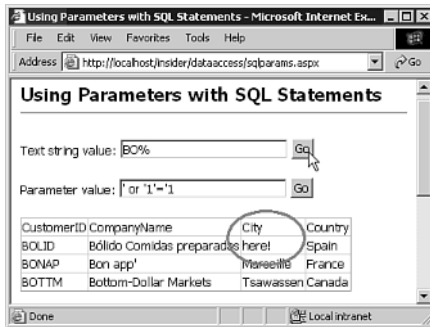 Using Parameters with SQL Statements - Microsoft Internet Ex...
File Edit View Favorites Tools Help
Address http://localhost/insider/dataaccess/sqlparams.aspx Go
Using Parameters with SQL Statements
Text string value: BO% Go
Parameter value: ' or '1'='1 Go
CustomerID CompanyName City Country
BOLID Bólido Comidas preparadas here! Spain
BONAP Bon app' Marseille France
BOTTM Bottom-Dollar Markets Tsawassen Canada
Done Local intranet